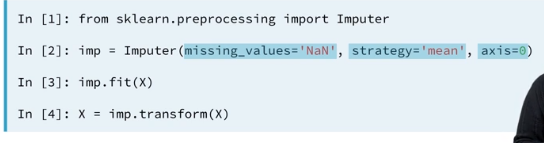 In [1]: from sklearn.preprocessing import Imputer
In [2]: imp = Imputer(missing_values='NaN', strategy='mean', axis=0)
In [3]: imp.fit(X)
In [4]: X = imp.transform(X)